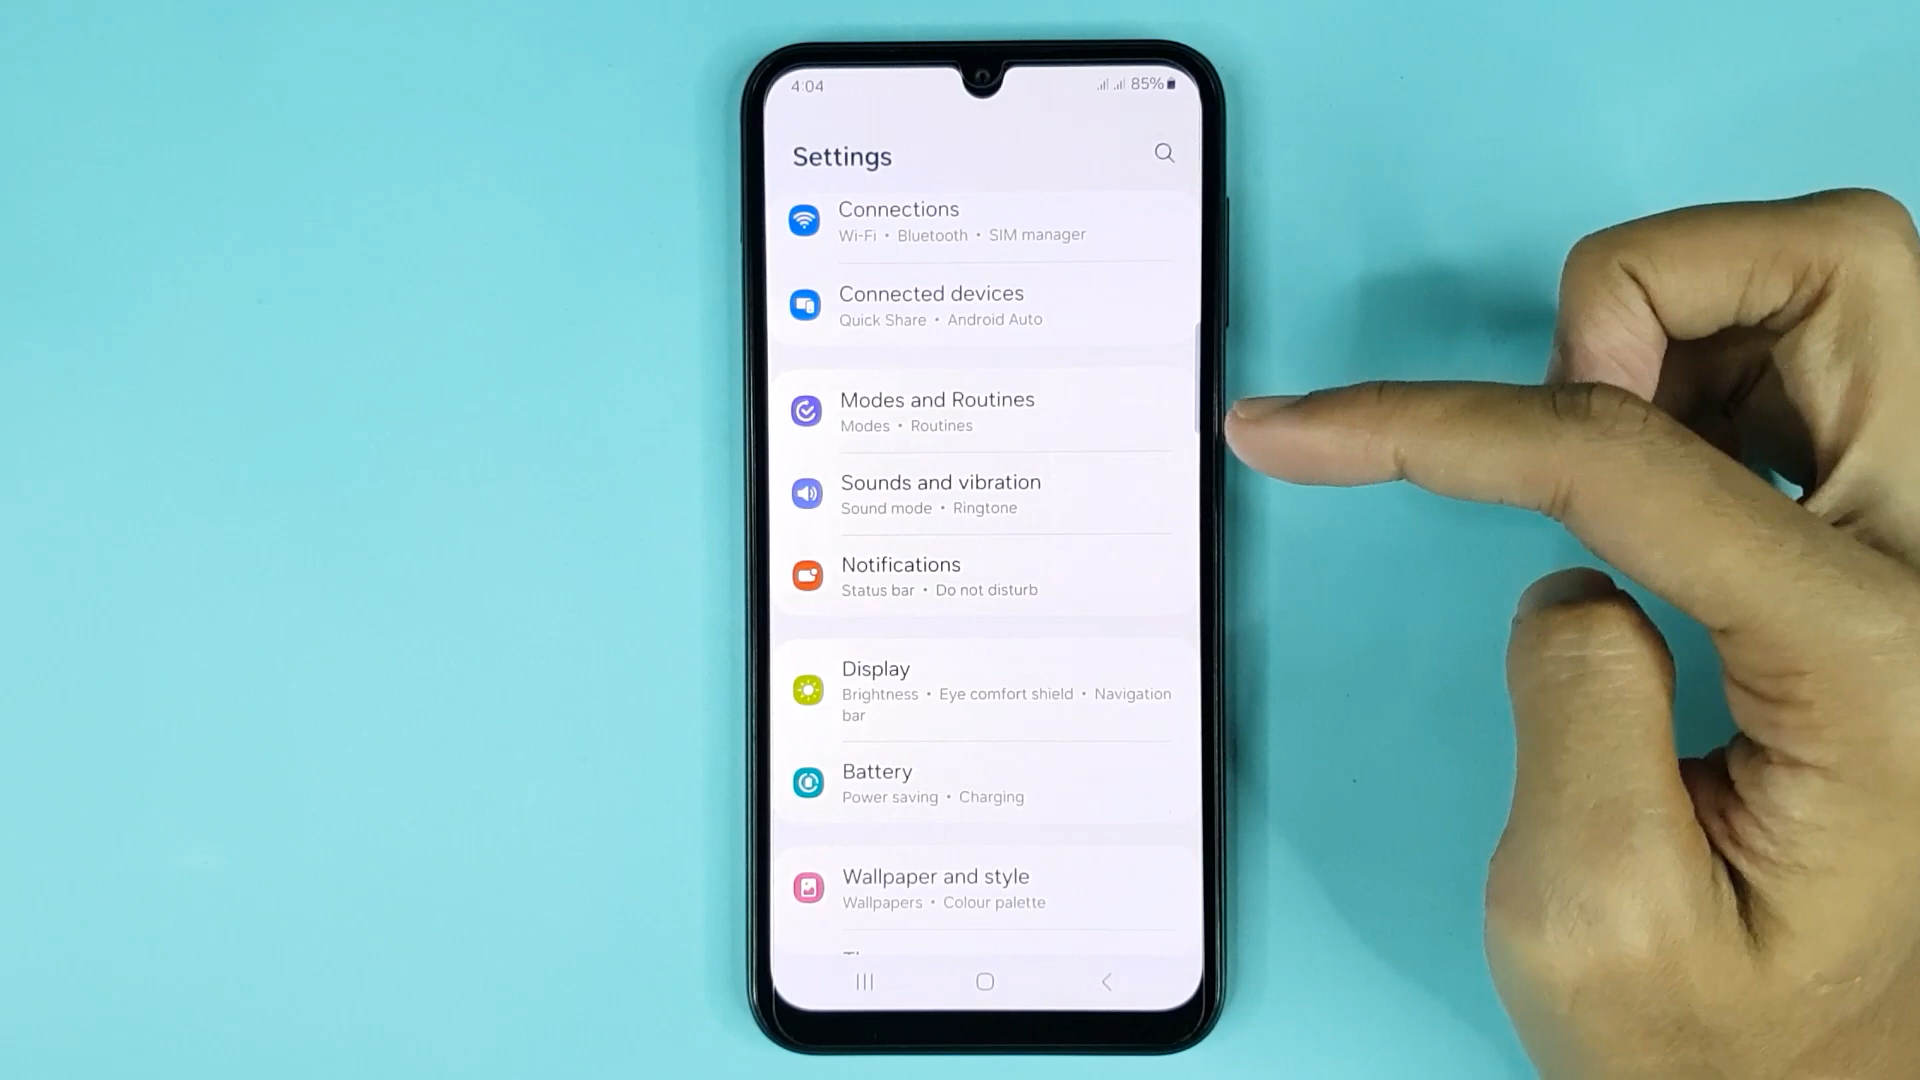 4:04
85%
Settings
Connections
Wi-Fi • Bluetooth • SIM manager
Connected devices
Quick Share • Android Auto
Modes and Routines
Modes • Routines
Sounds and vibration
Sound mode • Ringtone
Notifications
Status bar • Do not disturb
Display
Brightness • Eye comfort shield • Navigation
bar
Battery
Power saving • Charging
Wallpaper and style
Wallpapers • Colour palette